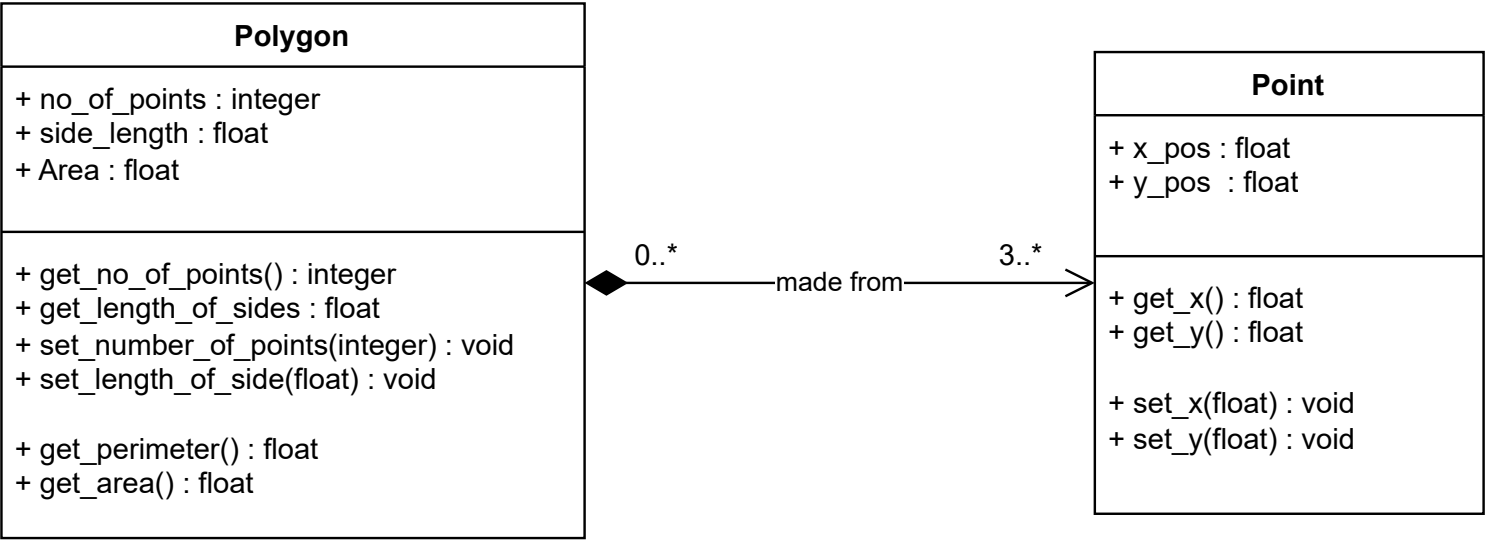 Polygon
+ no_of_points : integer
+ side_length : float
+ Area : float
+ get_no_of_points() : integer
+ get_length_of_sides : float
+ set_number_of_points(integer) : void
+ set_length_of_side(float) : void
+ get_perimeter() : float
+ get_area() : float
0..*
made from
3..*
Point
+ x_pos : float
+ y_pos  : float
+ get_x() : float
+ get_y() : float
+ set_x(float) : void
+ set_y(float) : void